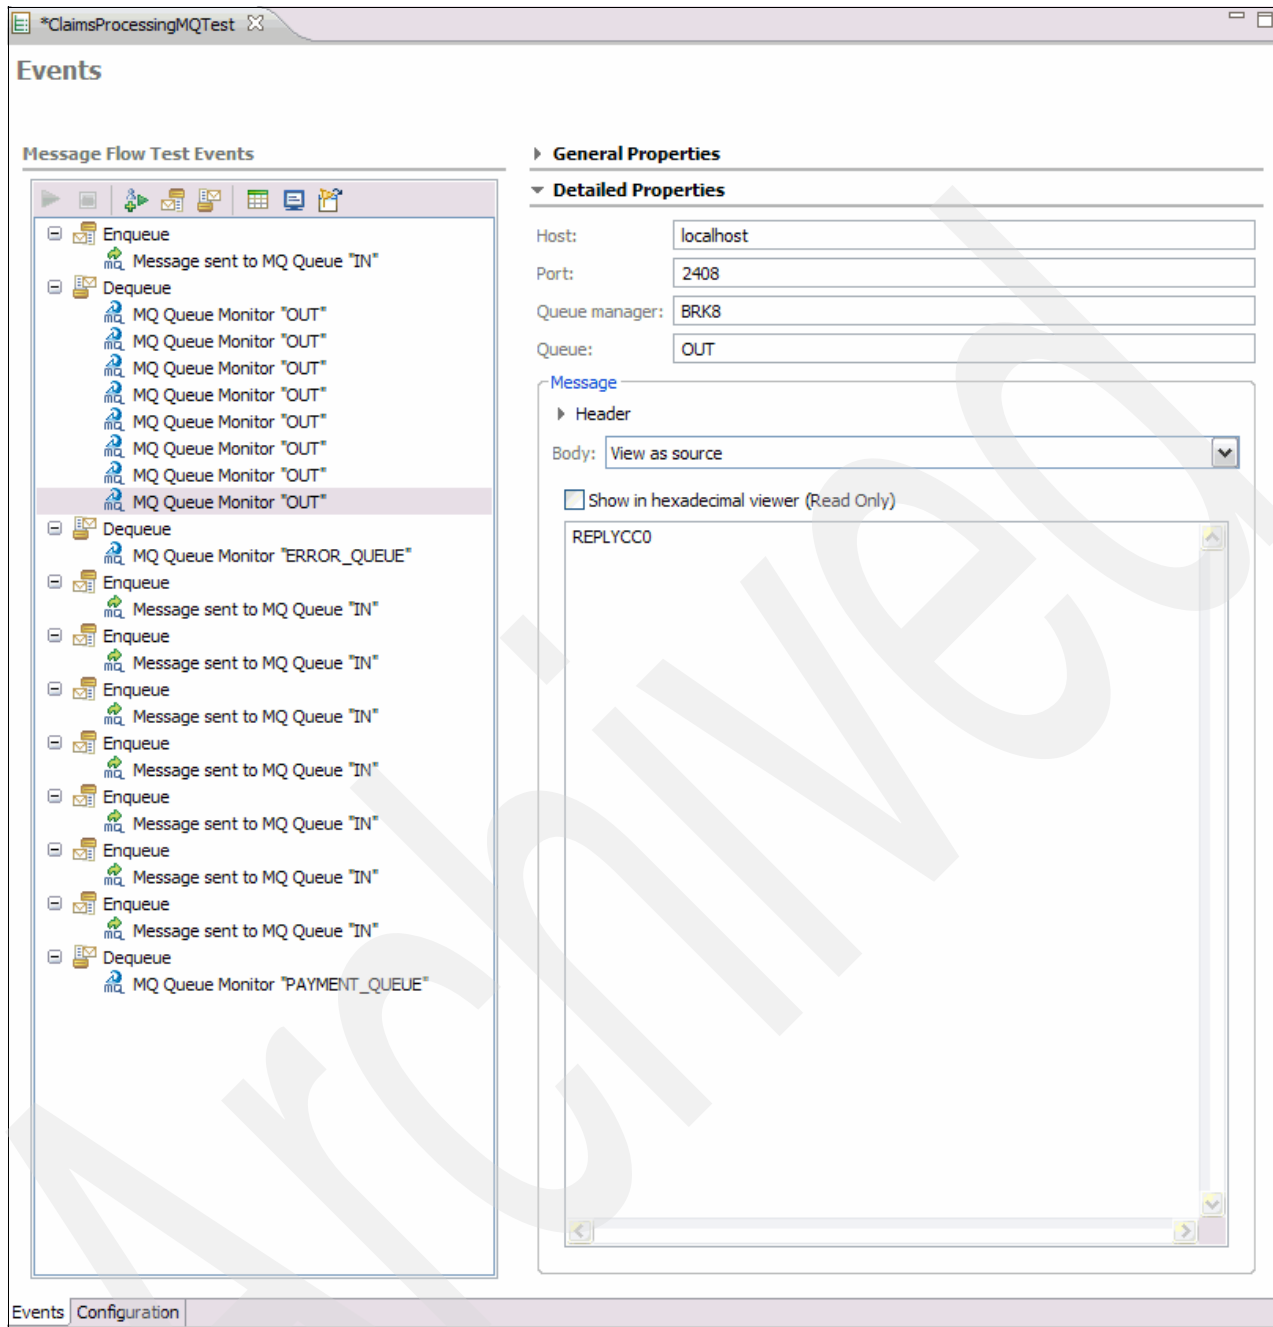 *ClaimsProcessingMQTest
Events
Message Flow Test Events
Enqueue
Message sent to MQ Queue "IN"
Dequeue
MQ Queue Monitor "OUT"
MQ Queue Monitor "OUT"
MQ Queue Monitor "OUT"
MQ Queue Monitor "OUT"
MQ Queue Monitor "OUT"
MQ Queue Monitor "OUT"
MQ Queue Monitor "OUT"
MQ Queue Monitor "OUT"
Dequeue
MQ Queue Monitor "ERROR_QUEUE"
Enqueue
Message sent to MQ Queue "IN"
Enqueue
Message sent to MQ Queue "IN"
Enqueue
Message sent to MQ Queue "IN"
Enqueue
Message sent to MQ Queue "IN"
Enqueue
Message sent to MQ Queue "IN"
Enqueue
Message sent to MQ Queue "IN"
Enqueue
Message sent to MQ Queue "IN"
Dequeue
MQ Queue Monitor "PAYMENT_QUEUE"
General Properties
Detailed Properties
Host: localhost
Port: 2408
Queue manager: BRK8
Queue: OUT
Message
Header
Body: View as source
Show in hexadecimal viewer (Read Only)
REPLYCC0
Events Configuration
Archived